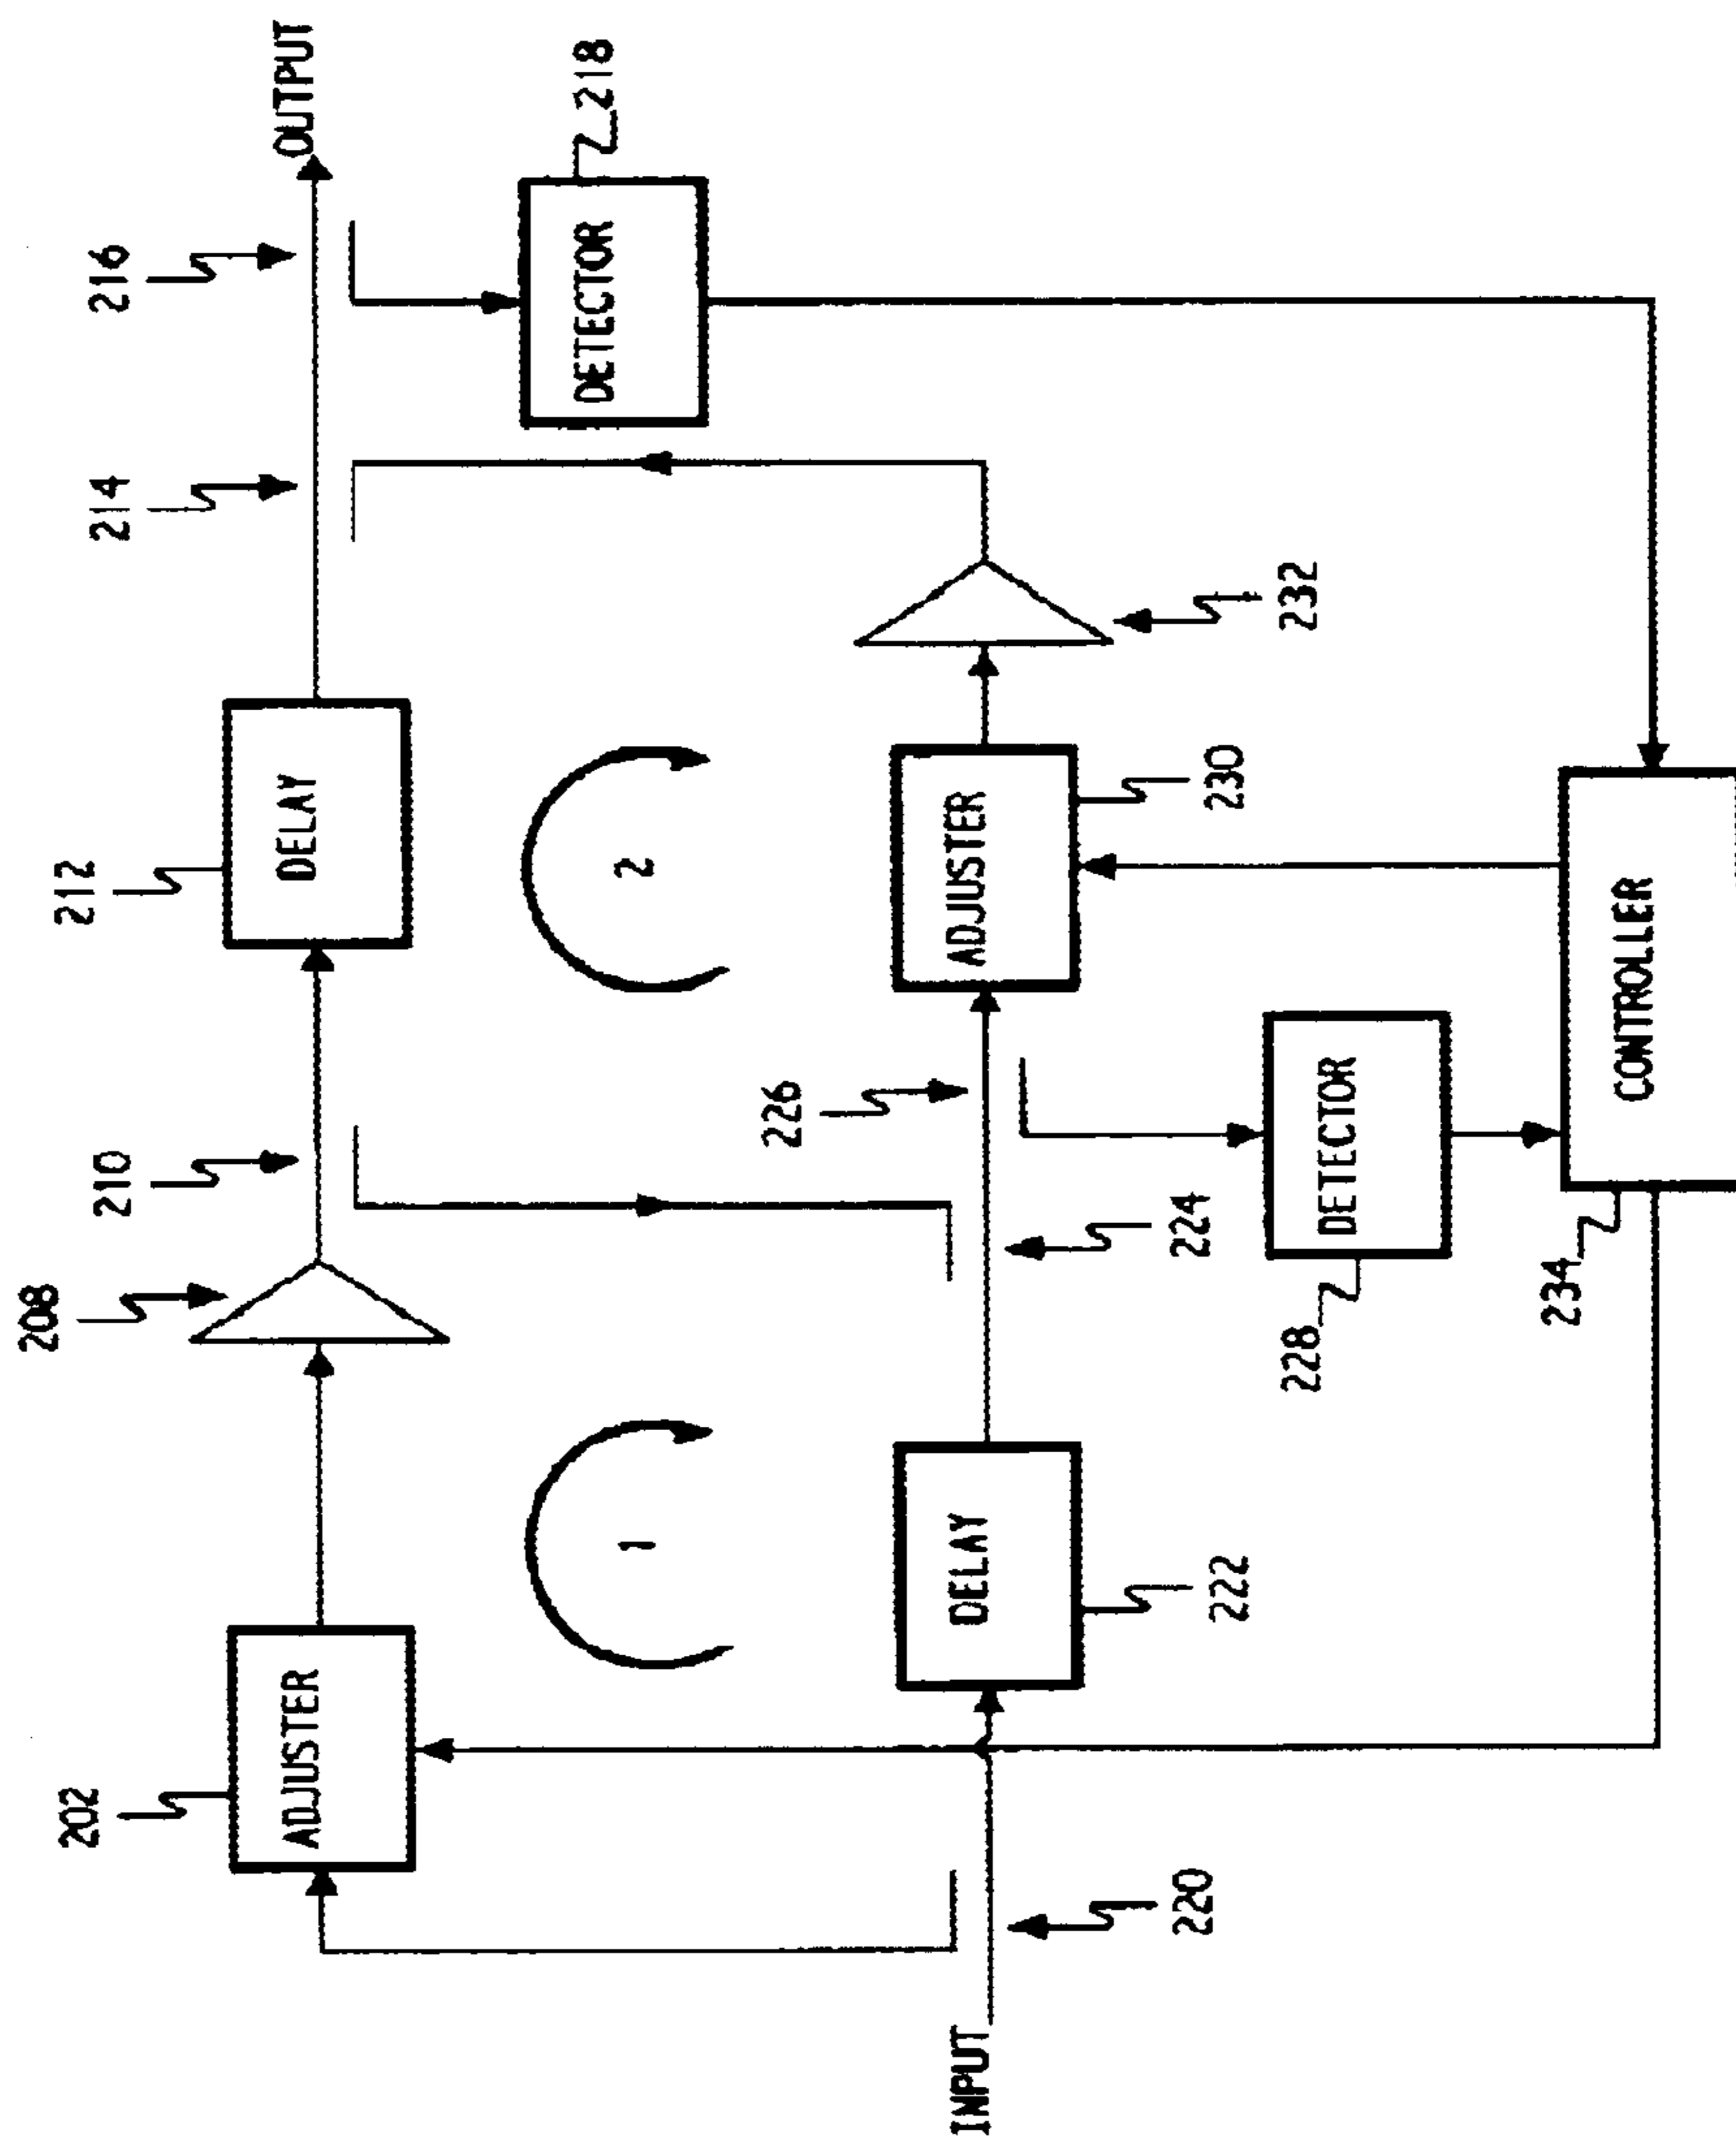 208
202
ADJUSTER
210
212
DELAY
214
216
OUTPUT
DETECTOR
218
1
2
INPUT
220
DELAY
222
224
226
ADJUSTER
230
232
228
DETECTOR
234
CONTROLLER